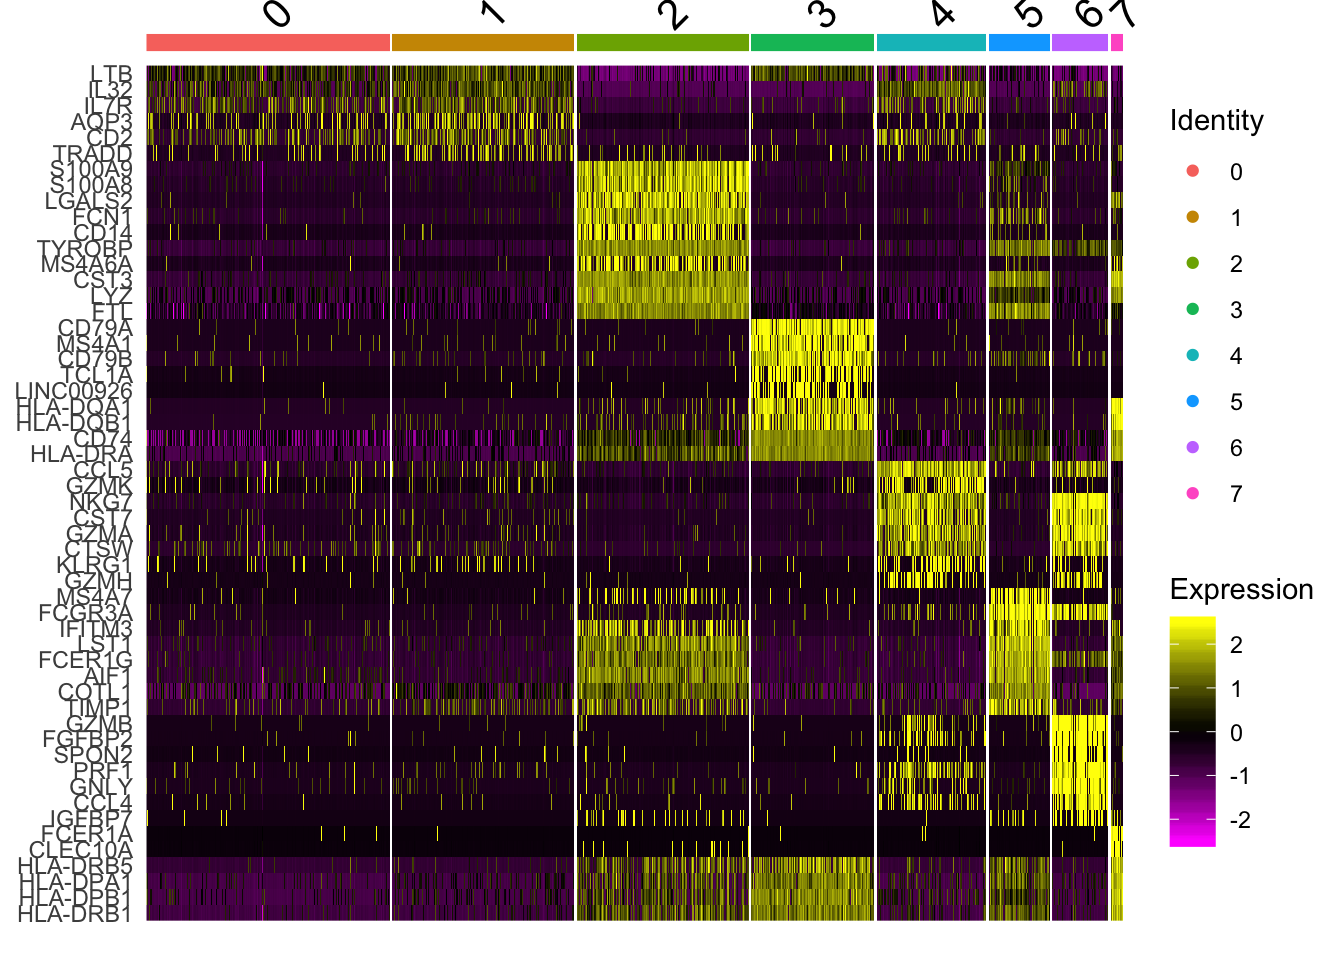 0 1 2 3 4 5 6 7
LTB
IL32
IL7R
AQP3
CD2
TRADD
S100A9
S100A8
LGALS2
FCN1
CD14
TYROBP
MS4A6A
CST3
LYZ
FTL
CD79A
MS4A1
CD79B
TCL1A
LINC00926
HLA-DQA1
HLA-DQB1
CD74
HLA-DRA
CCL5
GZMK
NKG7
CST7
GZMA
CTSW
KLRG1
GZMH
MS4A7
FCGR3A
IFITM3
LST1
FCER1G
AIF1
COTL1
TIMP1
GZMB
FGFBP2
SPON2
PRF1
GNLY
CCL4
IGFBP7
FCER1A
CLEC10A
HLA-DRB5
HLA-DPA1
HLA-DPB1
HLA-DRB1
Identity
0
1
2
3
4
5
6
7
Expression
2
1
0
-1
-2